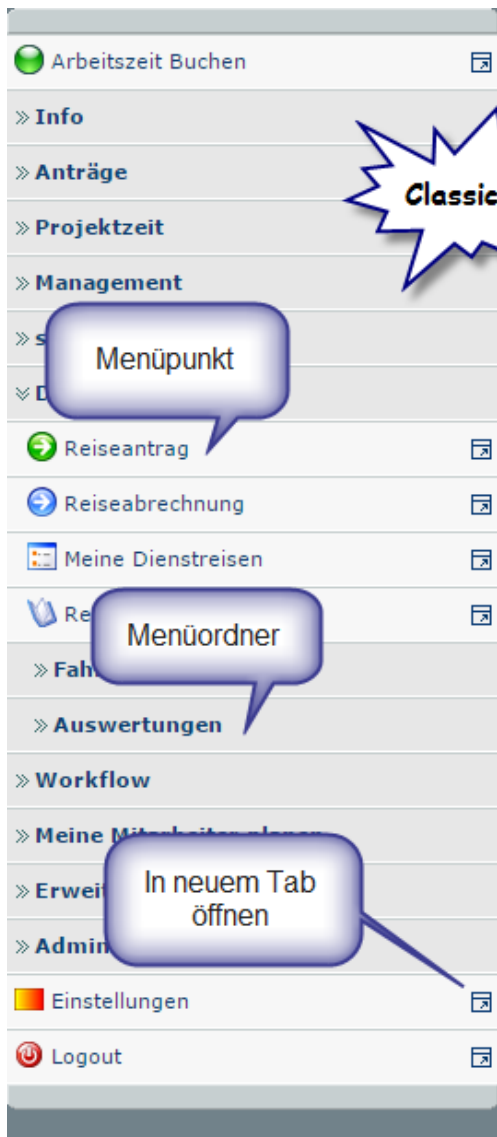 Arbeitszeit Buchen
» Info
» Anträge
Classic
» Projektzeit
» Management
Menüpunkt
Reiseantrag
Reiseabrechnung
Meine Dienstreisen
Menüordner
» Auswertungen
» Workflow
» Meine
In neuem Tab
öffnen
Einstellungen
Logout